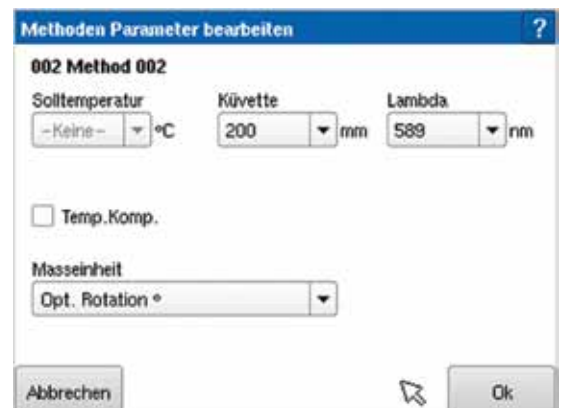 Methoden Parameter bearbeiten ?
002 Method 002
Solltemperatur Küvette Lambda
-Keine- °C 200 mm 589 nm
Temp.Komp.
Masseinheit
Opt. Rotation °
Abbrechen Ok